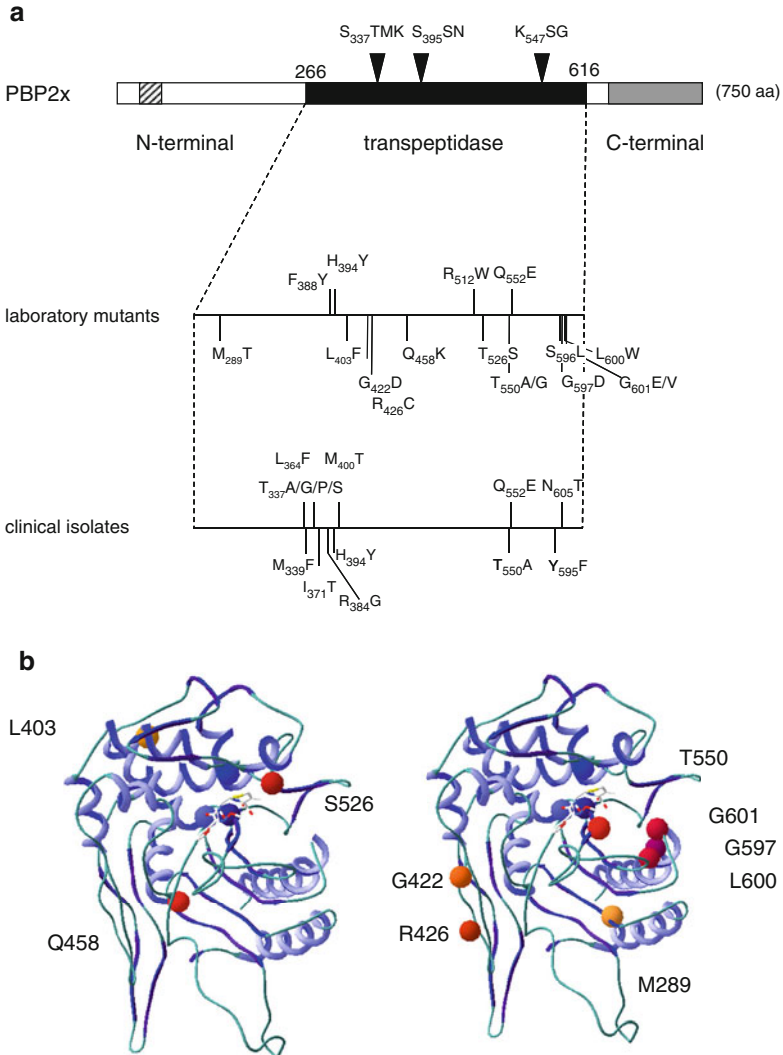 a
S337TMK S395SN K547SG
266 616
PBP2x (750 aa)
N-terminal transpeptidase C-terminal
H394Y
F388Y R512W Q552E
laboratory mutants
M289T L403F Q458K T526S S596L L600W
G422D T550A/G G597D G601E/V
R426C
L364F M400T
T337A/G/P/S Q552E N605T
clinical isolates
M339F H394Y T550A Y595F
I371T R384G
b
L403
S526
Q458
T550
G601
G597
L600
G422
R426
M289